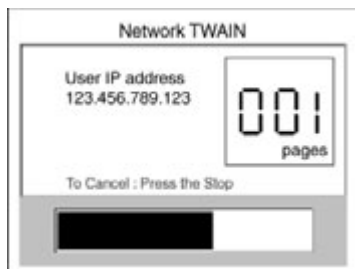 Network TWAIN
User IP address
123.456.789.123
001
pages
To Cancel : Press the Stop